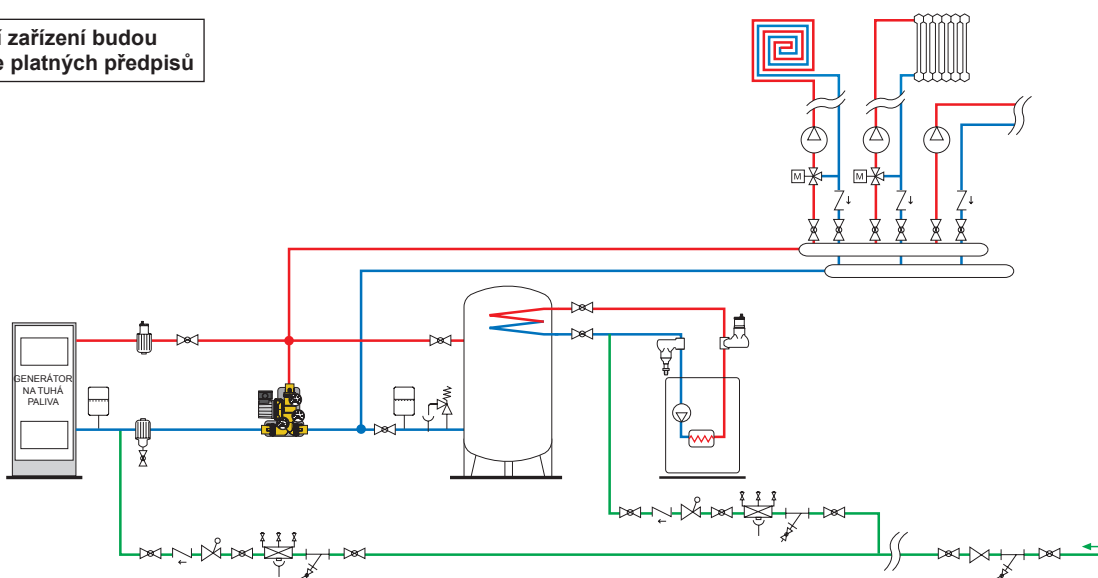 í zařízení budou
e platných předpisů
M
M
GENERÁTOR
NA TUHÁ
PALIVA